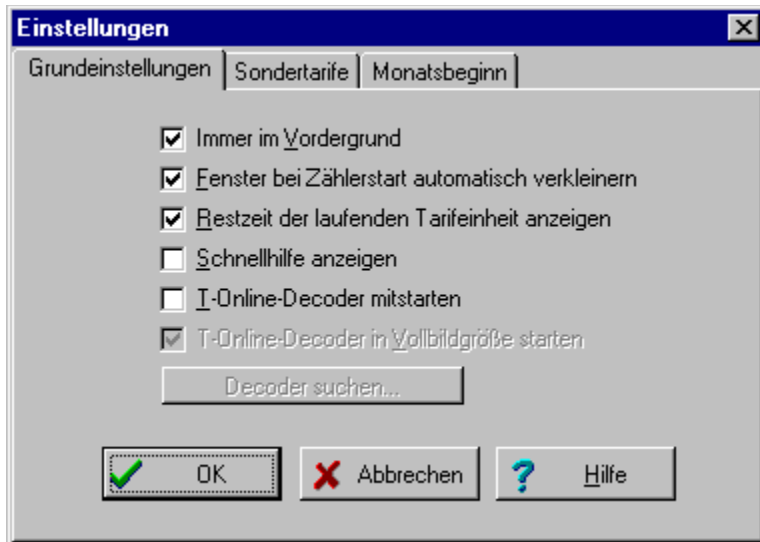 Einstellungen
Grundeinstellungen Sondertarife Monatsbeginn
Immer im Vordergrund
Fenster bei Zählerstart automatisch verkleinern
Restzeit der laufenden Tarifeinheit anzeigen
Schnellhilfe anzeigen
T-Online-Decoder mitstarten
T-Online-Decoder in Vollbildgröße starten
Decoder suchen...
OK Abbrechen Hilfe